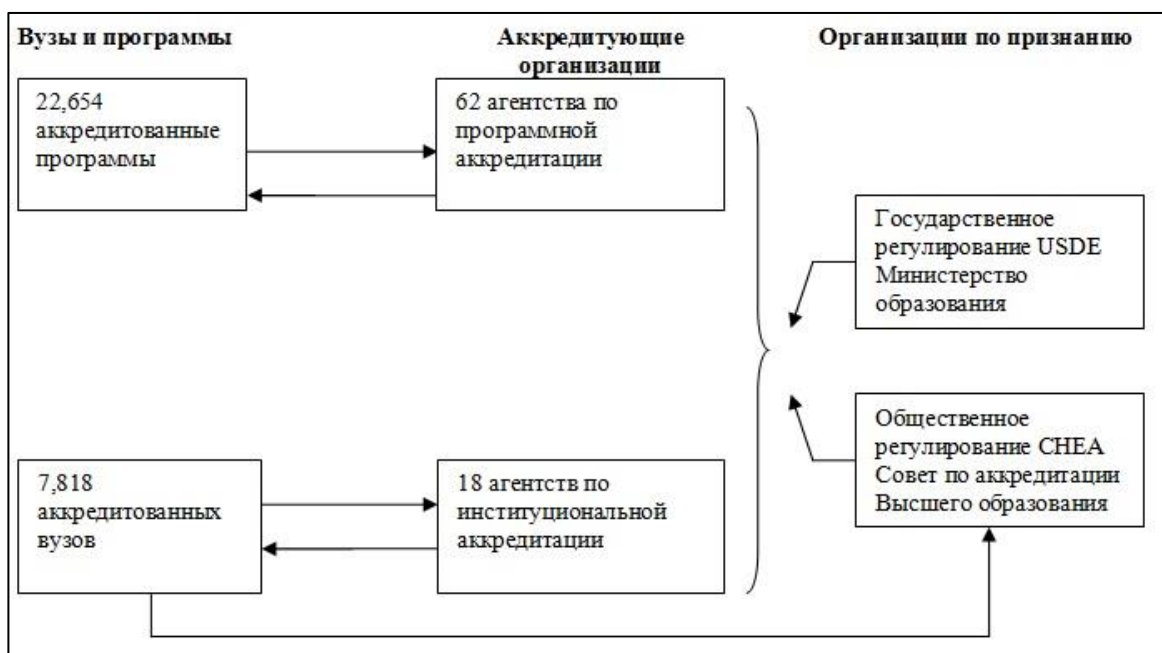 Вузы и программы
Аккредитующие
организации
Организации по признанию
22,654
аккредитованные
программы
62 агентства по
программной
аккредитации
Государственное
регулирование USDE
Министерство
образования
Общественное
регулирование CHEA
Совет по аккредитации
Высшего образования
7,818
аккредитованных
вузов
18 агентств по
институциональной
аккредитации